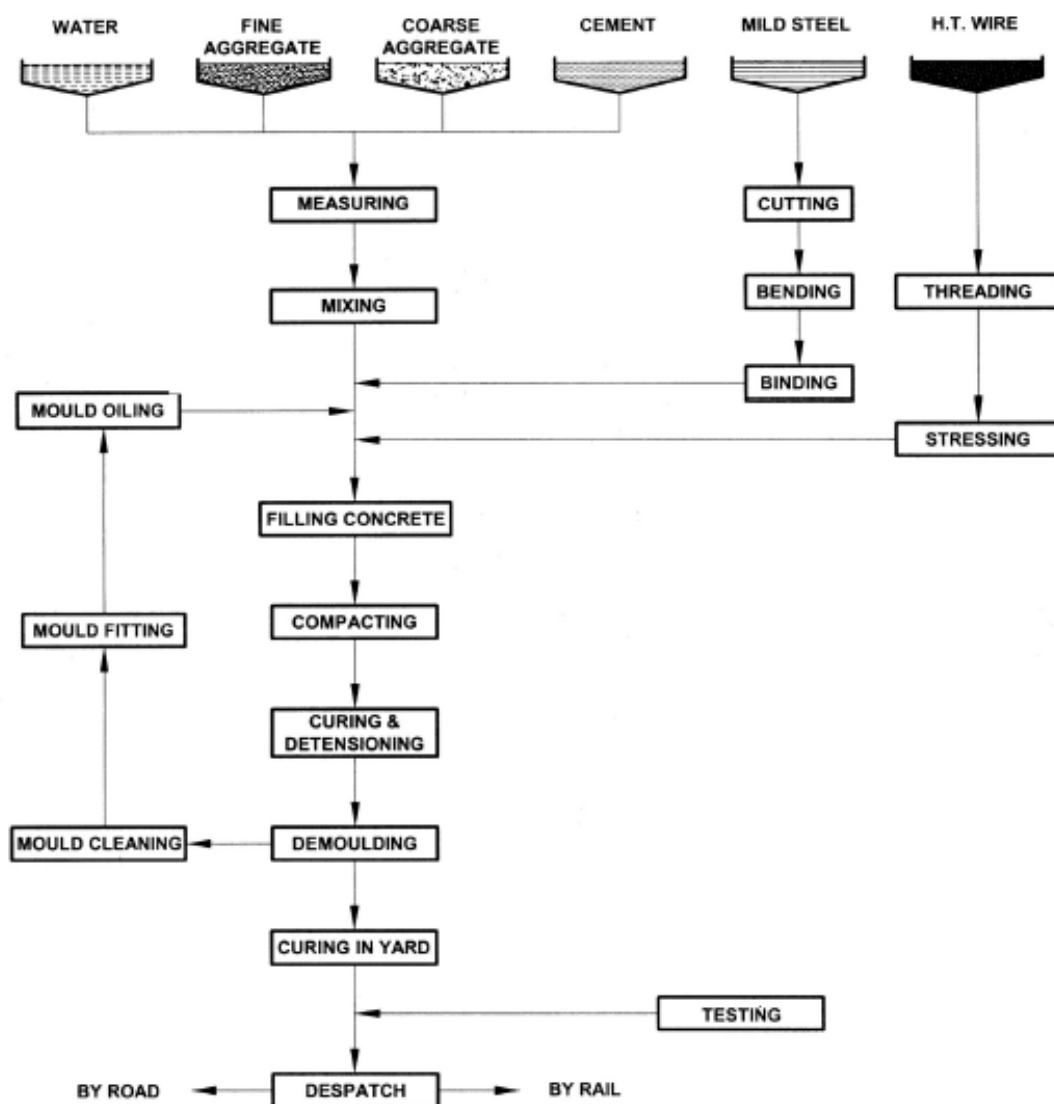 WATER
FINE
AGGREGATE
COARSE
AGGREGATE
CEMENT
MILD STEEL
H.T. WIRE
MEASURING
CUTTING
MIXING
BENDING
THREADING
BINDING
MOULD OILING
STRESSING
FILLING CONCRETE
COMPACTING
MOULD FITTING
CURING &
DETENSIONING
MOULD CLEANING
DEMOULDING
CURING IN YARD
TESTING
BY ROAD
DESPATCH
BY RAIL